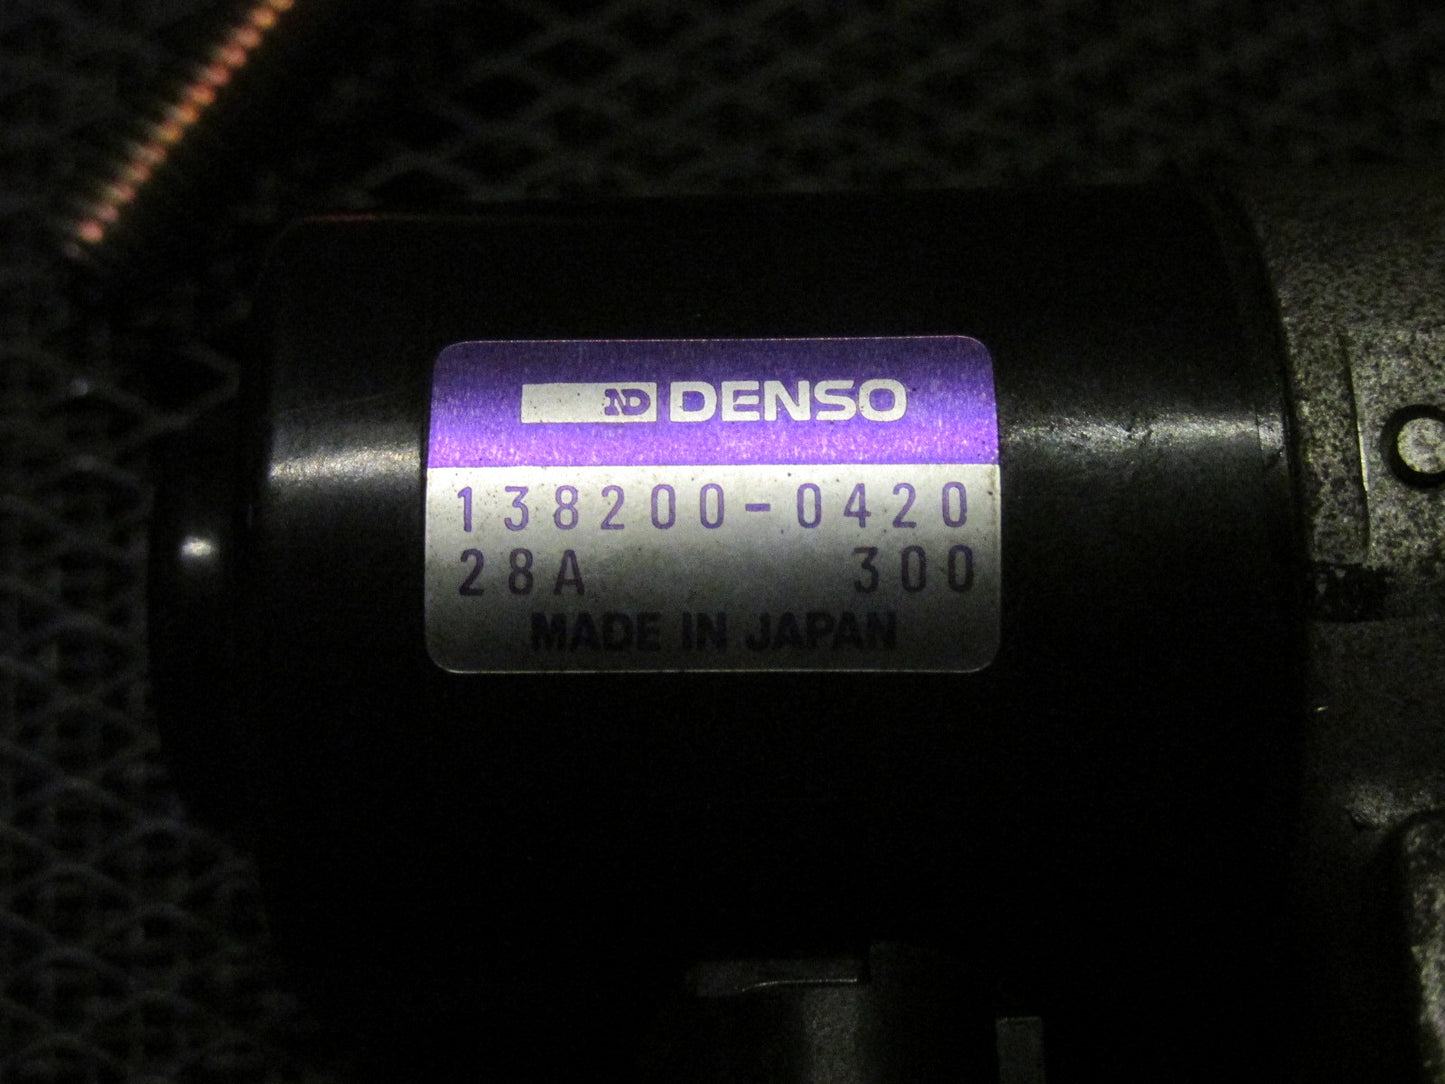 ND DENSO
138200-0420
28A 300
MADE IN JAPAN